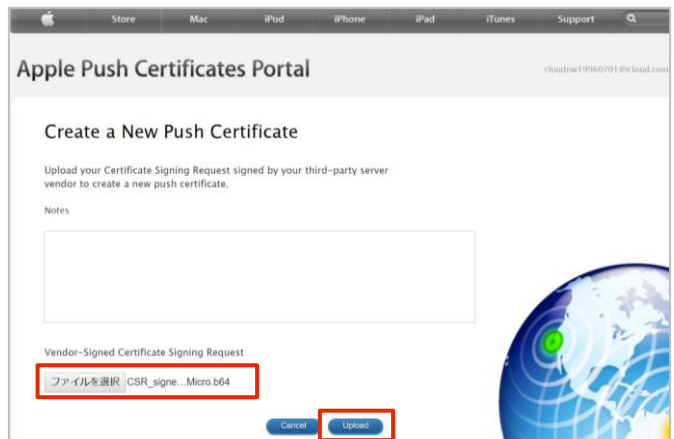 Store Mac iPod iPhone iPad iTunes Support
Apple Push Certificates Portal
cloudnw19960701@icloud.com
Create a New Push Certificate
Upload your Certificate Signing Request signed by your third-party server
vendor to create a new push certificate.
Notes
Vendor-Signed Certificate Signing Request
ファイルを選択 CSR_signe...Micro.b64
Cancel Upload